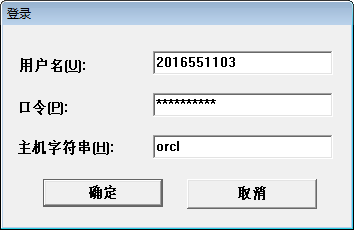 登录
用户名(U): 2016551103
口令(P): **********
主机字符串(H): orcl
确定 取消